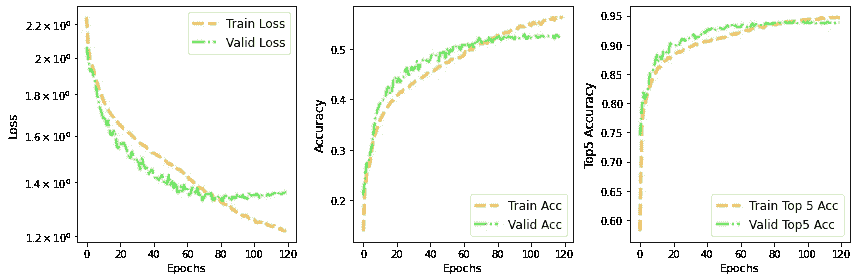 Loss
2.2 × 10⁰
2 × 10⁰
1.8 × 10⁰
1.6 × 10⁰
1.4 × 10⁰
1.2 × 10⁰
Train Loss
Valid Loss
0 20 40 60 80 100 120
Epochs
Accuracy
0.5
0.4
0.3
0.2
Train Acc
Valid Acc
0 20 40 60 80 100 120
Epochs
Top5 Accuracy
0.95
0.90
0.85
0.80
0.75
0.70
0.65
0.60
Train Top 5 Acc
Valid Top5 Acc
0 20 40 60 80 100 120
Epochs